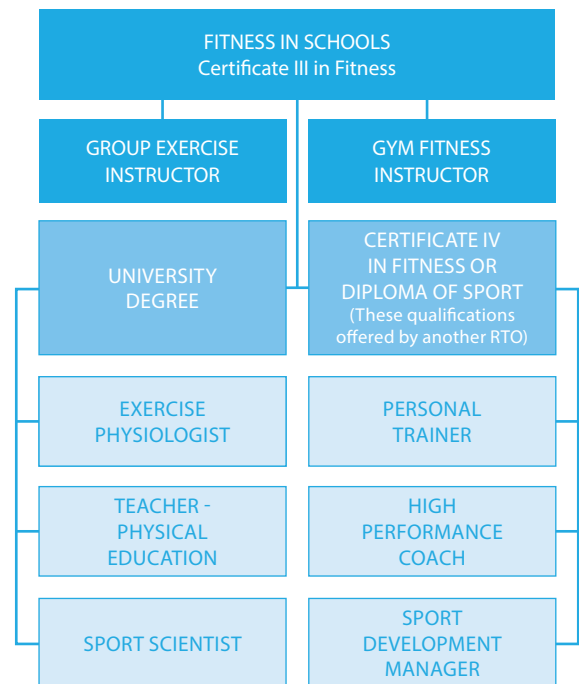 FITNESS IN SCHOOLS
Certificate III in Fitness
GROUP EXERCISE
INSTRUCTOR
GYM FITNESS
INSTRUCTOR
UNIVERSITY
DEGREE
CERTIFICATE IV
IN FITNESS OR
DIPLOMA OF SPORT
(These qualifications
offered by another RTO)
EXERCISE
PHYSIOLOGIST
PERSONAL
TRAINER
TEACHER -
PHYSICAL
EDUCATION
HIGH
PERFORMANCE
COACH
SPORT SCIENTIST
SPORT
DEVELOPMENT
MANAGER